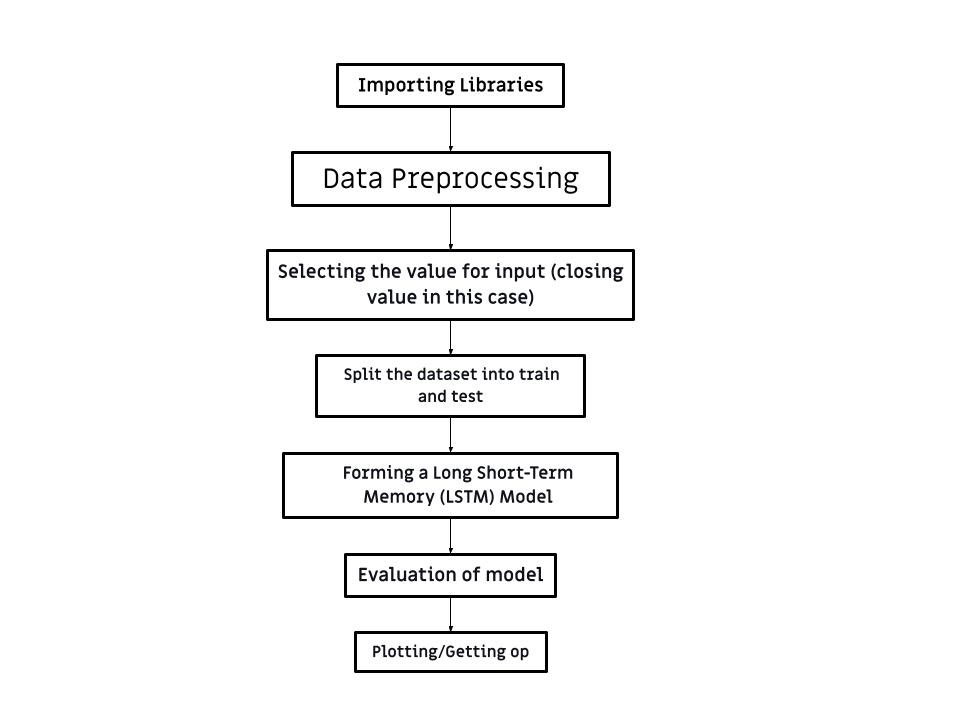 Importing Libraries
Data Preprocessing
Selecting the value for input (closing
value in this case)
Split the dataset into train
and test
Forming a Long Short-Term
Memory (LSTM) Model
Evaluation of model
Plotting/Getting op